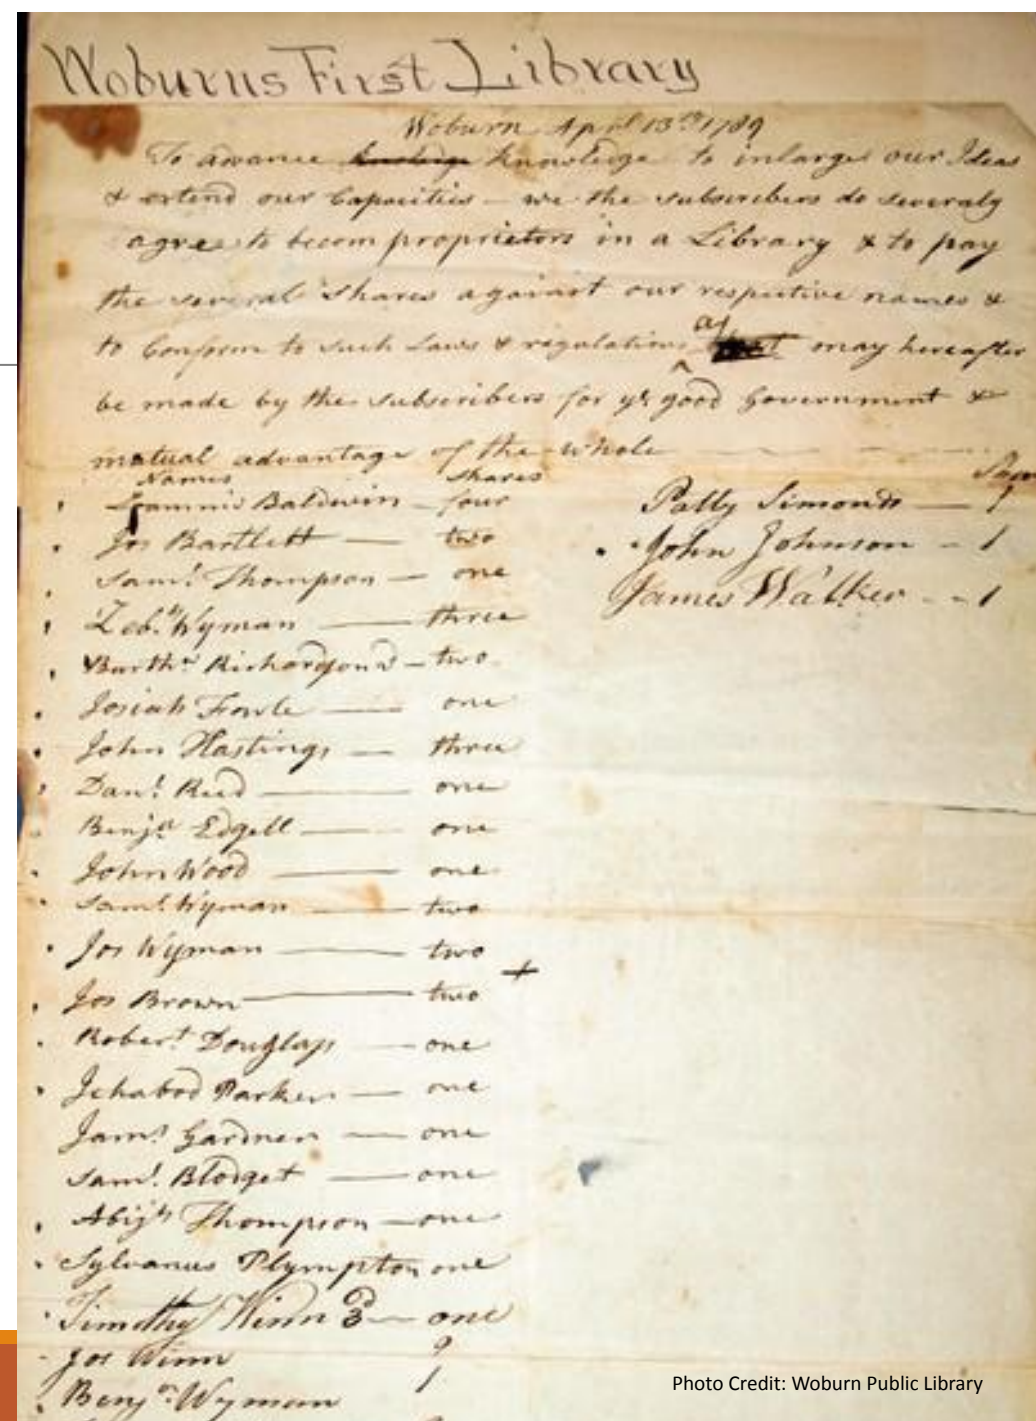 Woburns First Library
Woburn Apřil 13th 1789
To advance knowledge to inlarge our Ideas
& extend our Capacities - we the subscribers do severaly
agree to becom proprietors in a Library & to pay
the several shares against our respective names &
to Conform to such Laws & regulations as may hereafter
be made by the subscribers for ye good Government &
mutual advantage of the whole
Names Shares
Baldwin - four
Jos Bartlett — two
Saml Thompson — one
Zebn Wyman — three
Barthw Richardson - two
Josiah Fowle — one
John Hastings — three
Danl Reed — one
Benja Edgell — one
John Wood — one
Saml Wyman — two
Jos Wyman — two
Jos Brown — two +
Robert Douglass — one
Ichabod Parker — one
Jams Gardner — one
Saml Blodget — one
Abijh Thompson — one
Sylvanus Plympton one
Timothy Winn 3 — one
Jos Winn
Benjn Wyman 1
Patty Simonds — 1
John Johnson - 1
James Walker - - 1
Photo Credit: Woburn Public Library